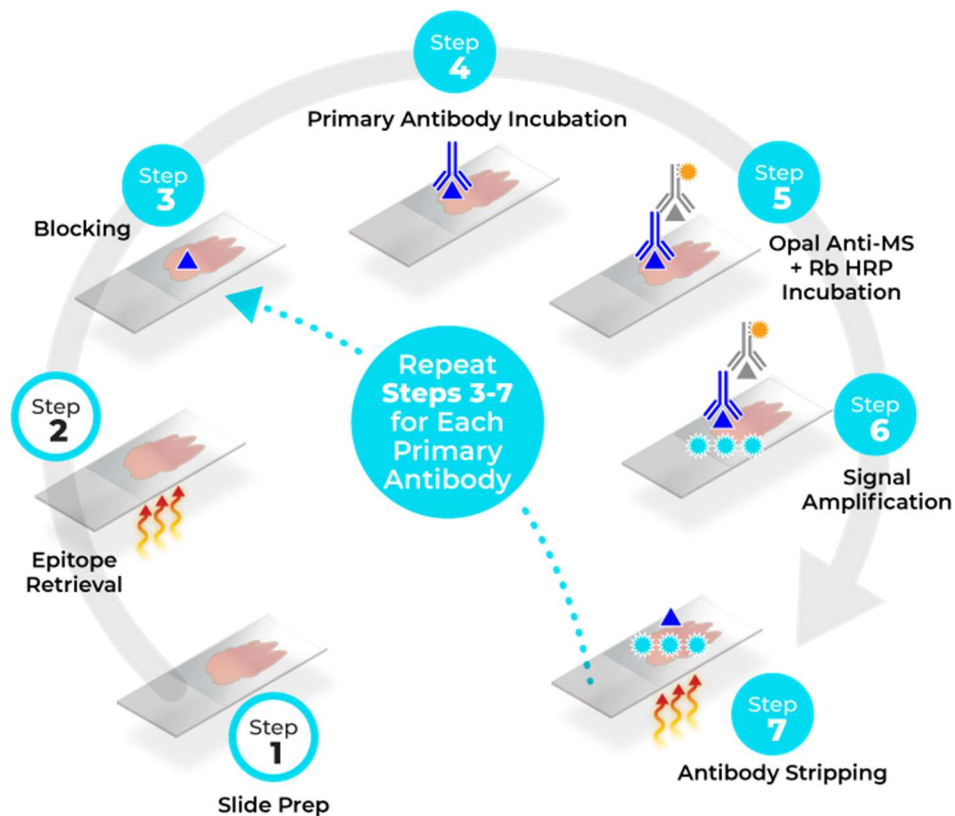 Step
1
Slide Prep
Step
2
Epitope
Retrieval
Step
3
Blocking
Step
4
Primary Antibody Incubation
Step
5
Opal Anti-MS
+ Rb HRP
Incubation
Step
6
Signal
Amplification
Step
7
Antibody Stripping
Repeat
Steps 3-7
for Each
Primary
Antibody